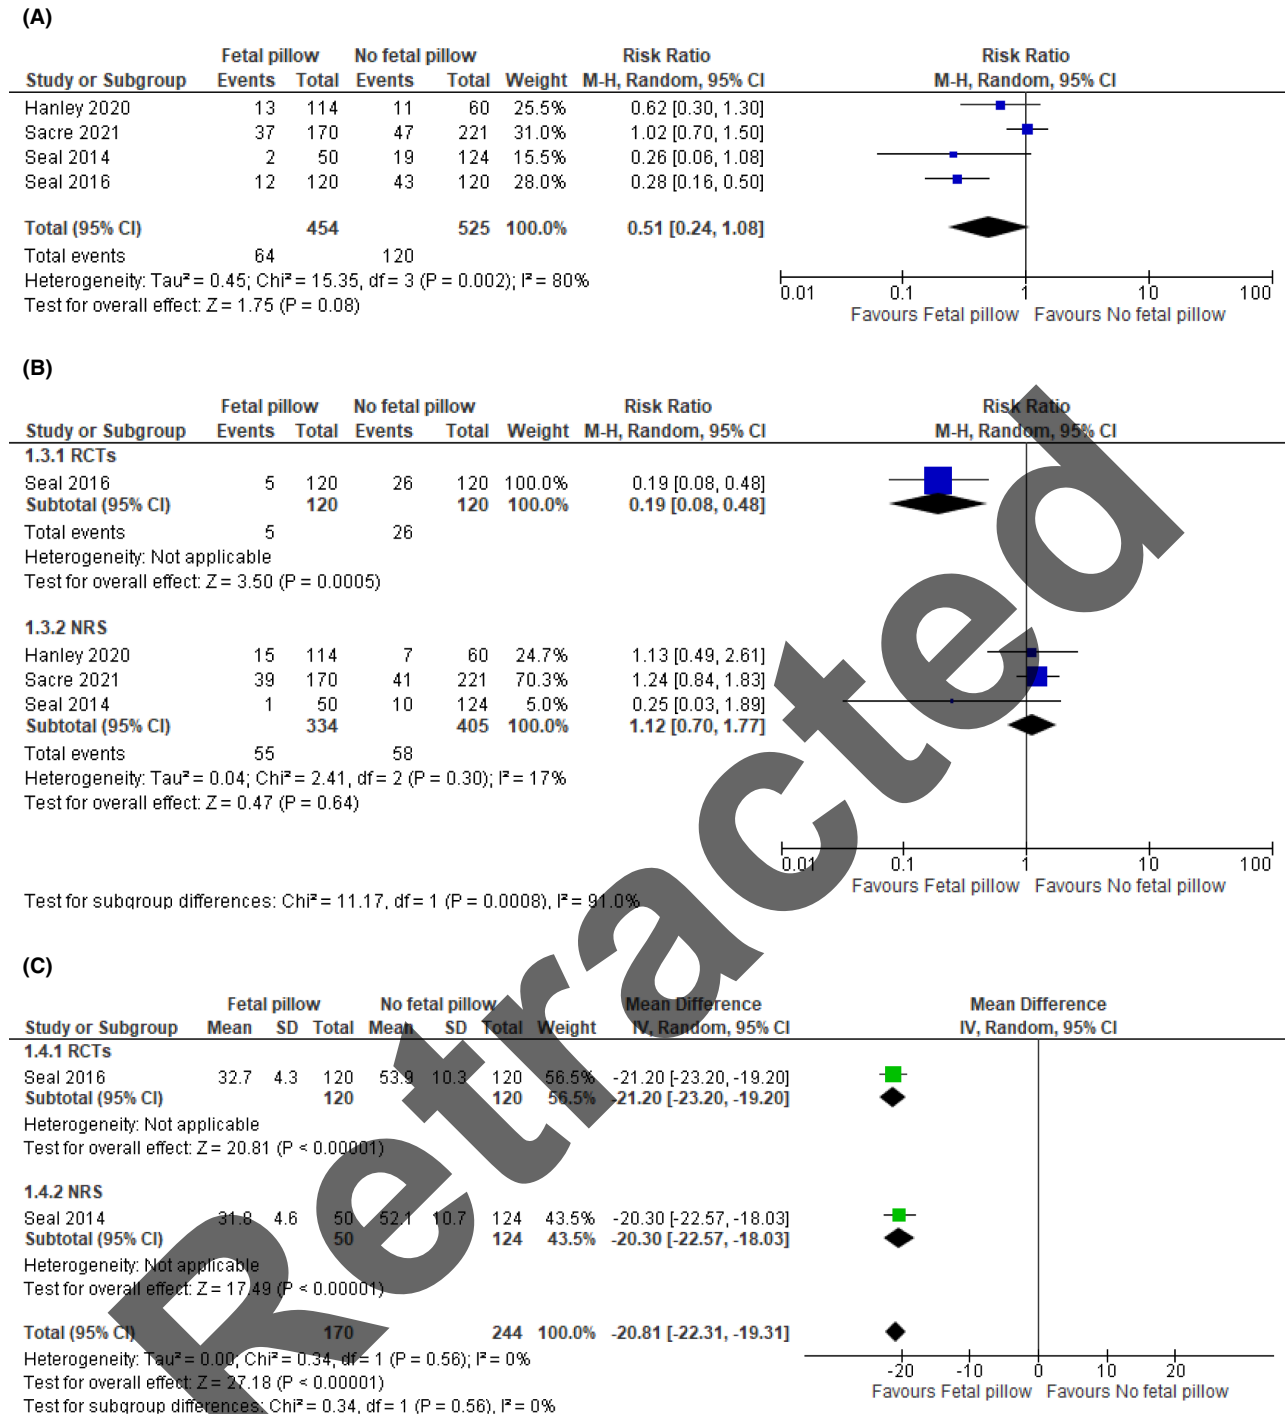 (A)
Fetal pillow No fetal pillow Risk Ratio Risk Ratio
Study or Subgroup Events Total Events Total Weight M-H, Random, 95% CI M-H, Random, 95% CI
Hanley 2020 13 114 11 60 25.5% 0.62 [0.30, 1.30]
Sacre 2021 37 170 47 221 31.0% 1.02 [0.70, 1.50]
Seal 2014 2 50 19 124 15.5% 0.26 [0.06, 1.08]
Seal 2016 12 120 43 120 28.0% 0.28 [0.16, 0.50]
Total (95% CI) 454 525 100.0% 0.51 [0.24, 1.08]
Total events 64 120
Heterogeneity: Tau² = 0.45; Chi² = 15.35, df = 3 (P = 0.002); I² = 80%
Test for overall effect: Z = 1.75 (P = 0.08)
0.01 0.1 1 10 100
Favours Fetal pillow Favours No fetal pillow
(B)
Fetal pillow No fetal pillow Risk Ratio Risk Ratio
Study or Subgroup Events Total Events Total Weight M-H, Random, 95% CI M-H, Random, 95% CI
1.3.1 RCTs
Seal 2016 5 120 26 120 100.0% 0.19 [0.08, 0.48]
Subtotal (95% CI) 120 120 100.0% 0.19 [0.08, 0.48]
Total events 5 26
Heterogeneity: Not applicable
Test for overall effect: Z = 3.50 (P = 0.0005)
1.3.2 NRS
Hanley 2020 15 114 7 60 24.7% 1.13 [0.49, 2.61]
Sacre 2021 39 170 41 221 70.3% 1.24 [0.84, 1.83]
Seal 2014 1 50 10 124 5.0% 0.25 [0.03, 1.89]
Subtotal (95% CI) 334 405 100.0% 1.12 [0.70, 1.77]
Total events 55 58
Heterogeneity: Tau² = 0.04; Chi² = 2.41, df = 2 (P = 0.30); I² = 17%
Test for overall effect: Z = 0.47 (P = 0.64)
0.01 0.1 1 10 100
Favours Fetal pillow Favours No fetal pillow
Test for subgroup differences: Chi² = 11.17, df = 1 (P = 0.0008), I² = 91.0%
(C)
Fetal pillow No fetal pillow Mean Difference Mean Difference
Study or Subgroup Mean SD Total Mean SD Total Weight IV, Random, 95% CI IV, Random, 95% CI
1.4.1 RCTs
Seal 2016 32.7 4.3 120 53.9 10.3 120 56.5% -21.20 [-23.20, -19.20]
Subtotal (95% CI) 120 120 56.5% -21.20 [-23.20, -19.20]
Heterogeneity: Not applicable
Test for overall effect: Z = 20.81 (P < 0.00001)
1.4.2 NRS
Seal 2014 31.8 4.6 50 52.1 10.7 124 43.5% -20.30 [-22.57, -18.03]
Subtotal (95% CI) 50 124 43.5% -20.30 [-22.57, -18.03]
Heterogeneity: Not applicable
Test for overall effect: Z = 17.49 (P < 0.00001)
Total (95% CI) 170 244 100.0% -20.81 [-22.31, -19.31]
Heterogeneity: Tau² = 0.00; Chi² = 0.34, df = 1 (P = 0.56); I² = 0%
Test for overall effect: Z = 27.18 (P < 0.00001)
Test for subgroup differences: Chi² = 0.34, df = 1 (P = 0.56), I² = 0%
-20 -10 0 10 20
Favours Fetal pillow Favours No fetal pillow
Retracted